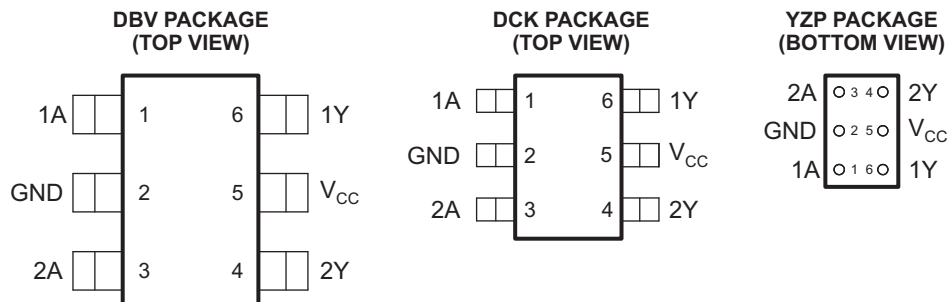 DBV PACKAGE
(TOP VIEW)
1A 1 6 1Y
GND 2 5 VCC
2A 3 4 2Y
DCK PACKAGE
(TOP VIEW)
1A 1 6 1Y
GND 2 5 VCC
2A 3 4 2Y
YZP PACKAGE
(BOTTOM VIEW)
2A 3 4 2Y
GND 2 5 VCC
1A 1 6 1Y